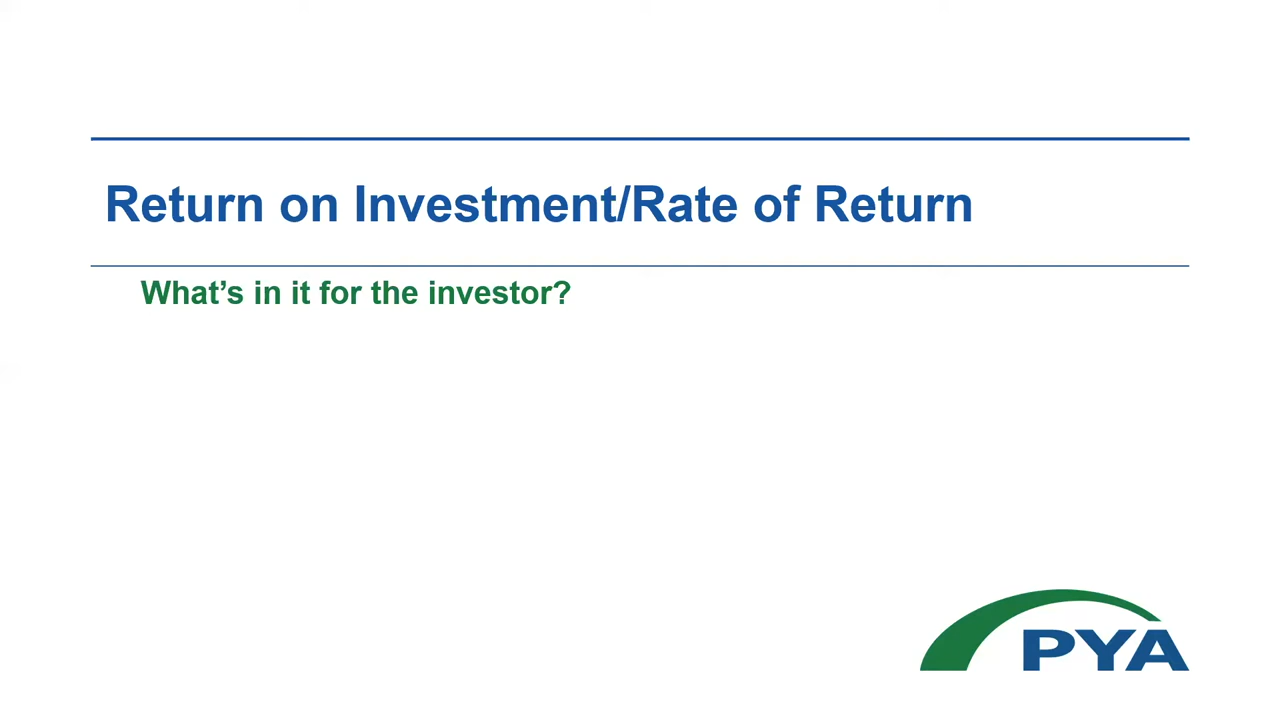 Return on Investment/Rate of Return
What’s in it for the investor?
PYA